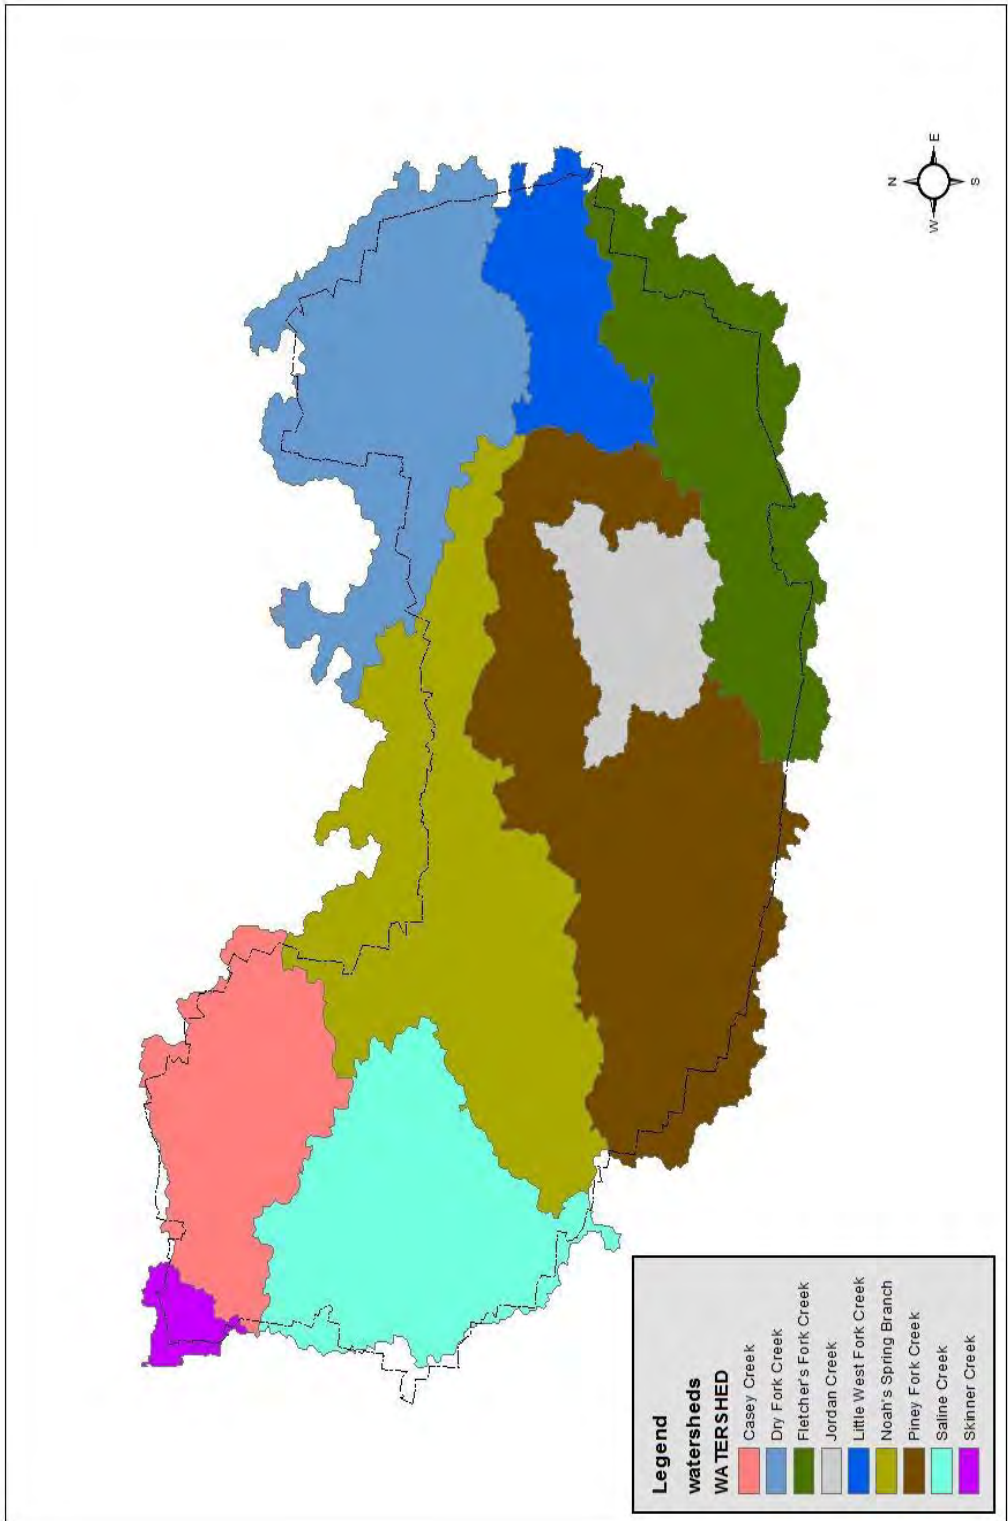 N
W
E
S
Legend
watersheds
WATERSHED
Casey Creek
Dry Fork Creek
Fletcher's Fork Creek
Jordan Creek
Little West Fork Creek
Noah's Spring Branch
Piney Fork Creek
Saline Creek
Skinner Creek